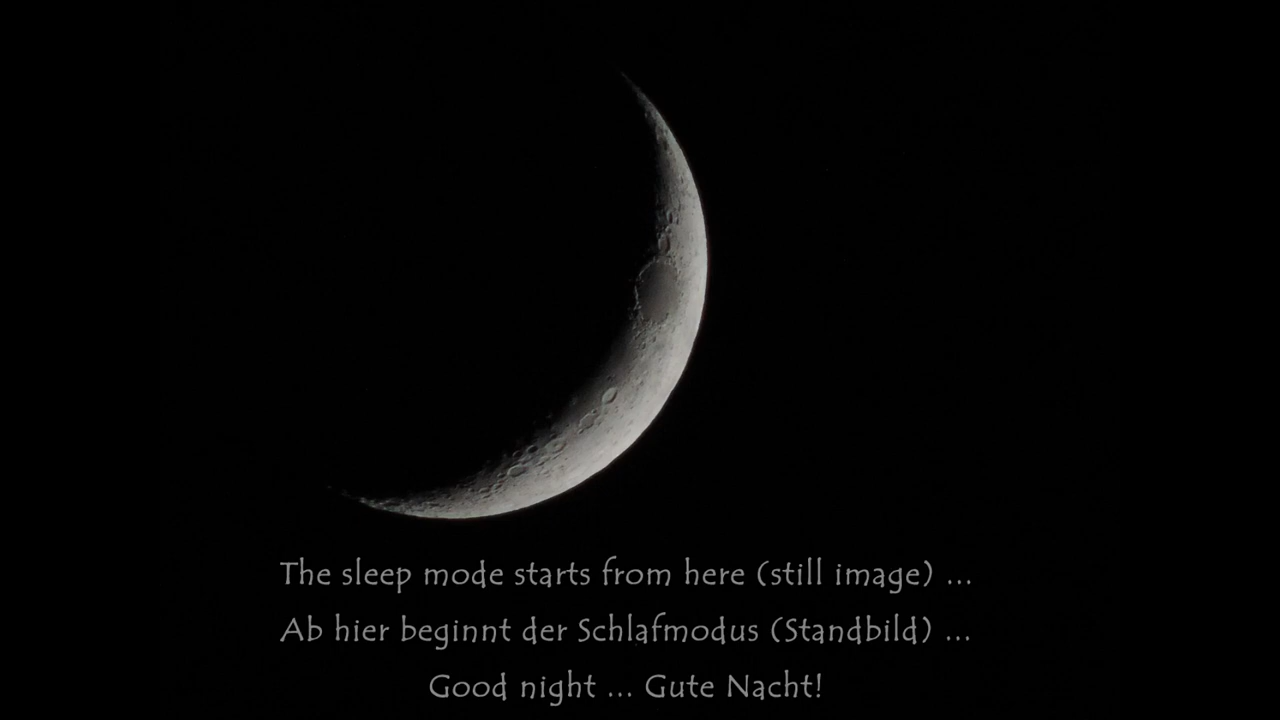 The sleep mode starts from here (still image) ...
Ab hier beginnt der Schlafmodus (Standbild) ...
Good night ... Gute Nacht!